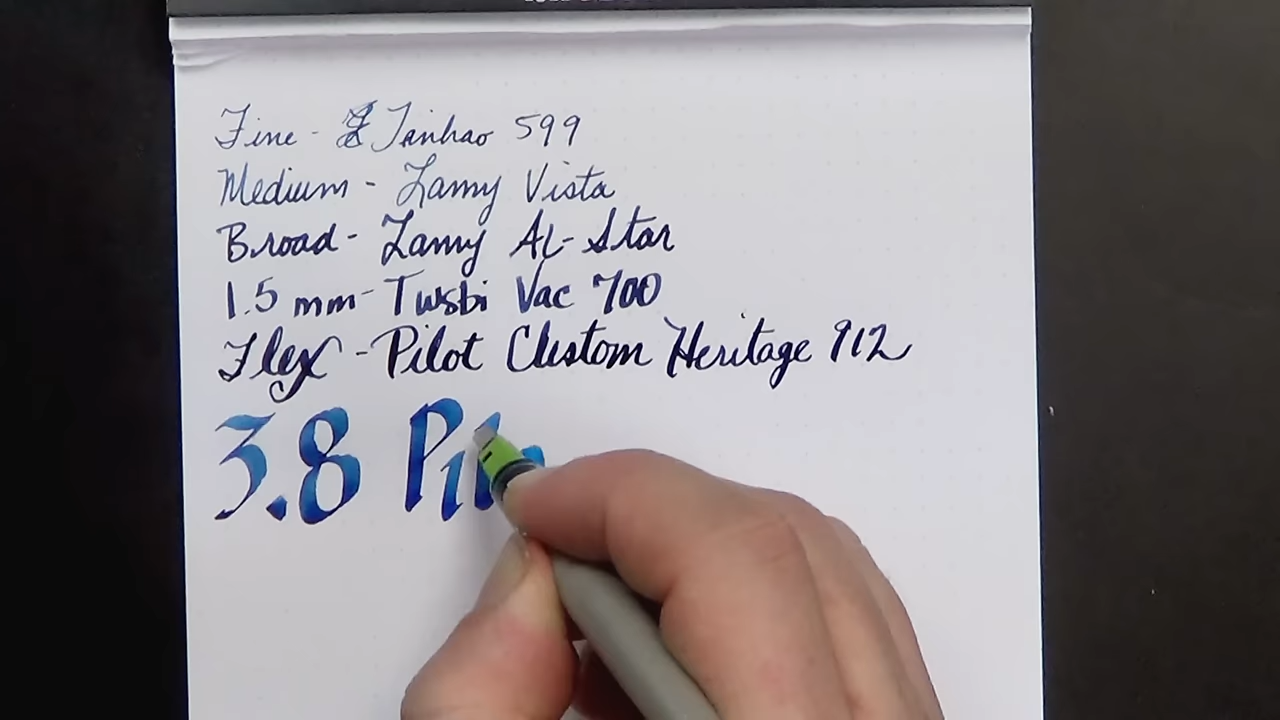 Fine - Jinhao 599
Medium - Lamy Vista
Broad - Lamy Al-Star
1.5 mm - Twsbi Vac 700
Flex - Pilot Custom Heritage 912
3.8